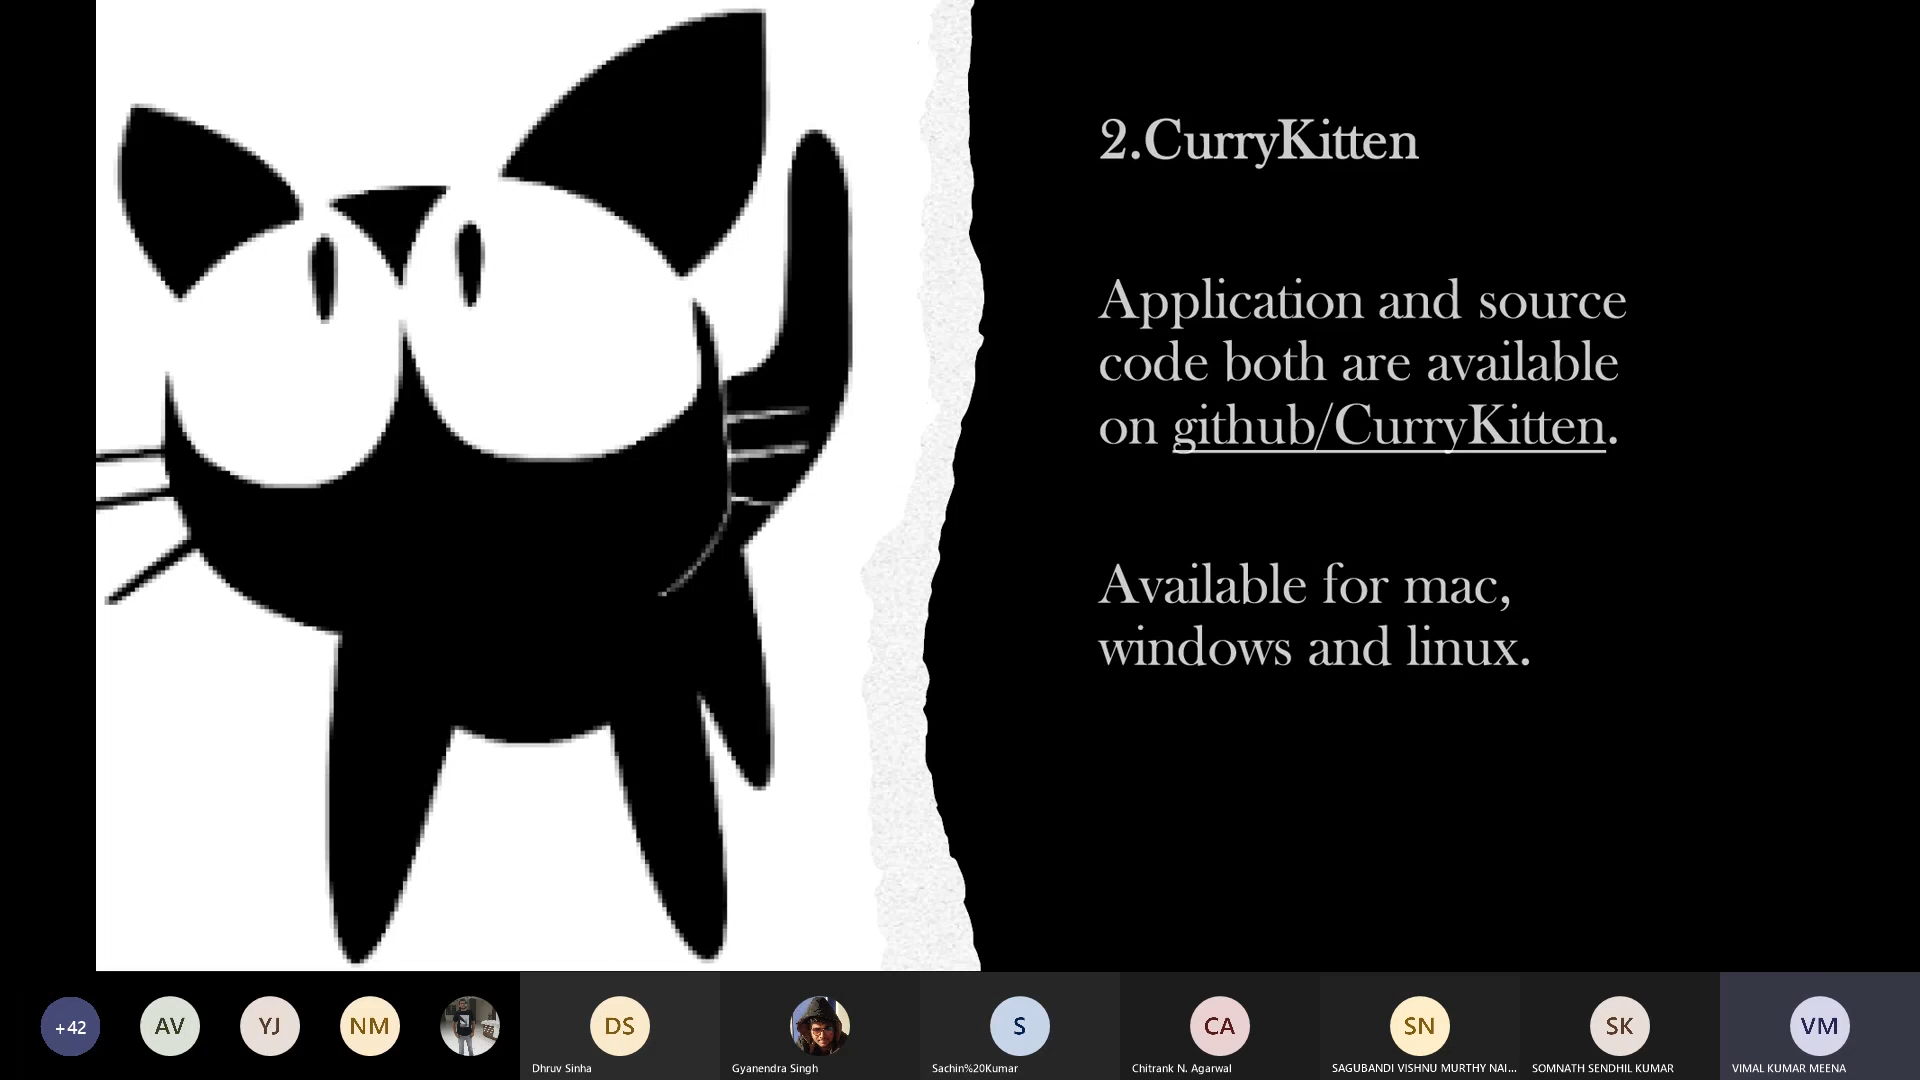 2.CurryKitten
Application and source
code both are available
on github/CurryKitten.
Available for mac,
windows and linux.
+42
AV
YJ
NM
DS
S
CA
SN
SK
VM
Dhruv Sinha
Gyanendra Singh
Sachin%20Kumar
Chitrank N. Agarwal
SAGUBANDI VISHNU MURTHY NAI...
SOMNATH SENDHIL KUMAR
VIMAL KUMAR MEENA